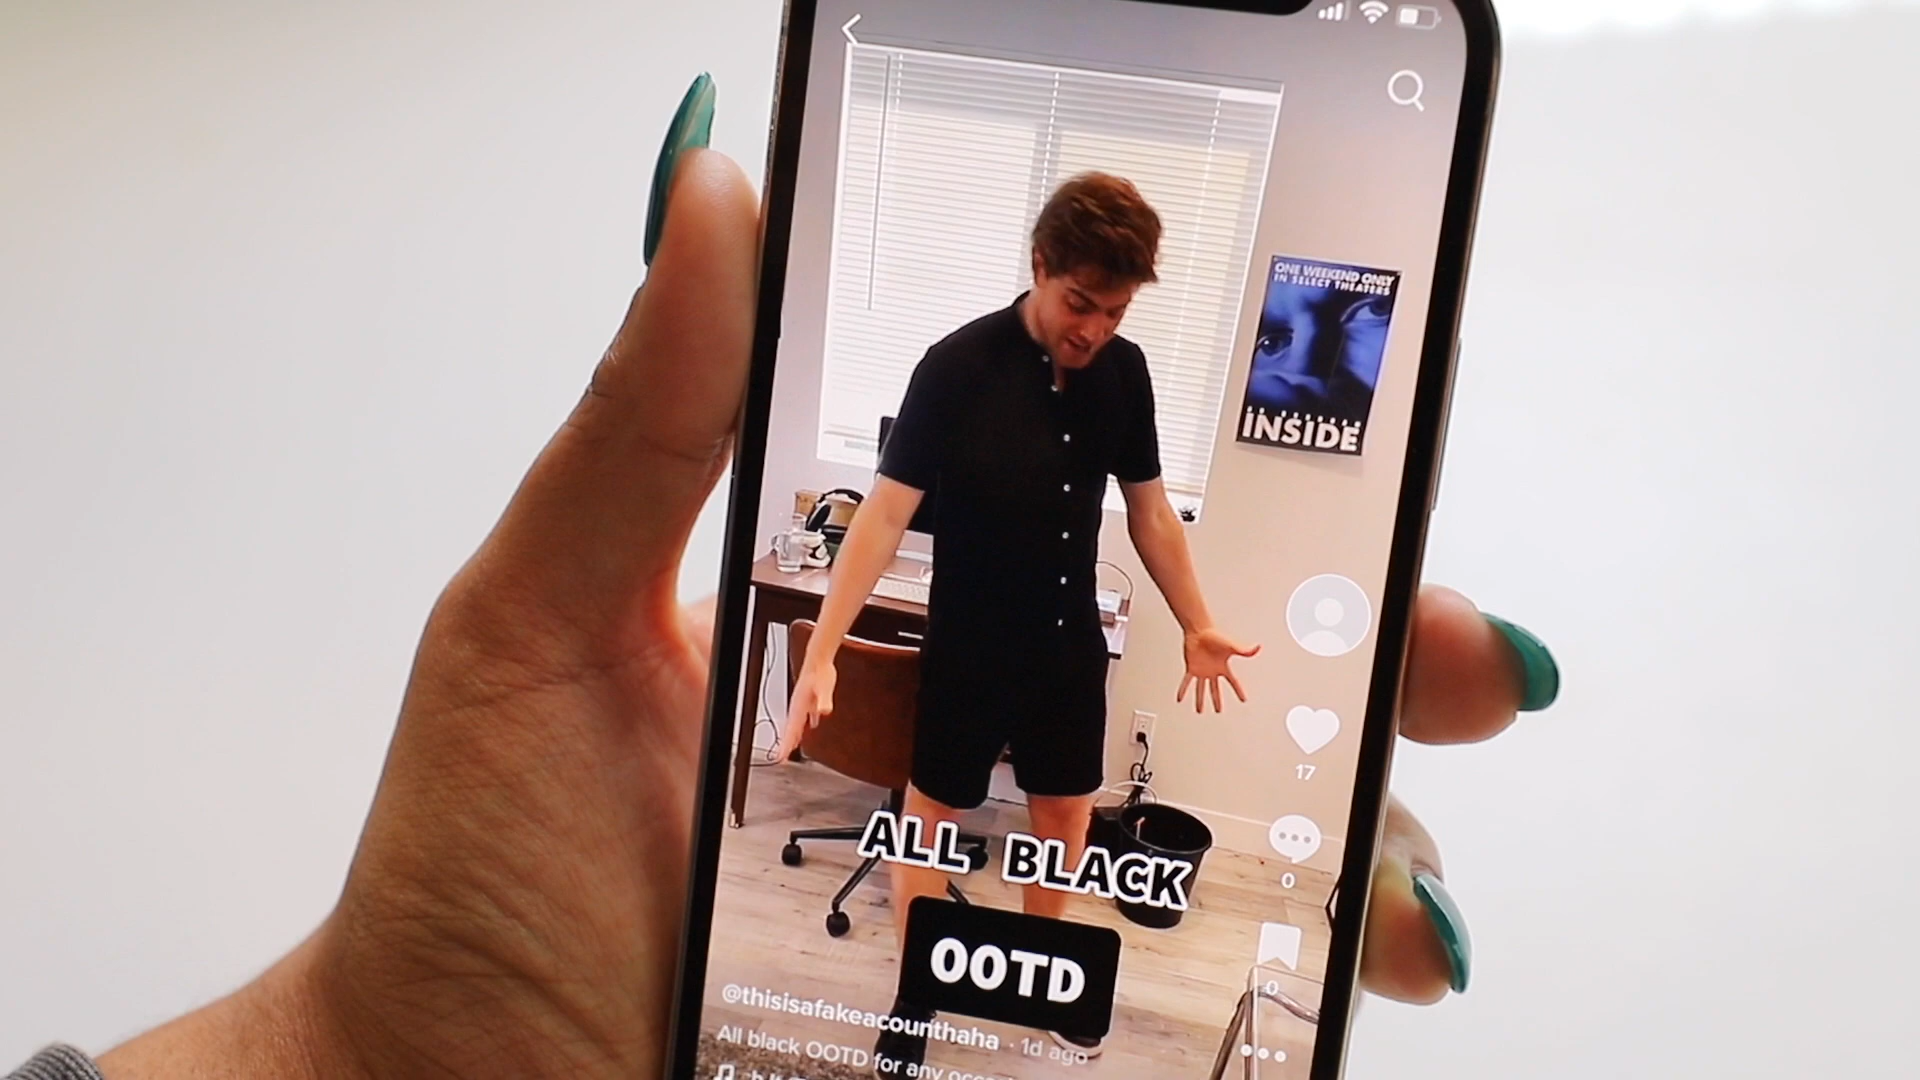 ONE WEEKEND ONLY
IN SELECT THEATERS
INSIDE
17
ALL BLACK
0
OOTD
0
@thisisafakeacounthaha · 1d ago
All black OOTD for any